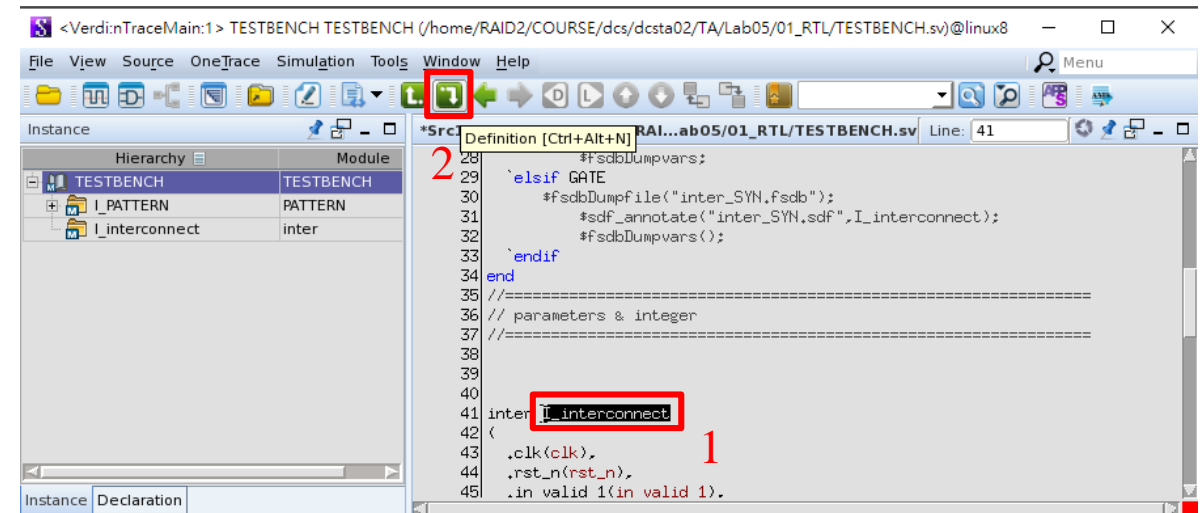 <Verdi:nTraceMain:1> TESTBENCH TESTBENCH (/home/RAID2/COURSE/dcs/dcsta02/TA/Lab05/01_RTL/TESTBENCH.sv)@linux8
File View Source OneTrace Simulation Tools Window Help Menu
Instance
*Src1 RAI...ab05/01_RTL/TESTBENCH.sv Line: 41
Definition [Ctrl+Alt+N]
2
Hierarchy Module
TESTBENCH TESTBENCH
I_PATTERN PATTERN
I_interconnect inter
28 $fsdbDumpvars;
29 `elsif GATE
30 $fsdbDumpfile("inter_SYN.fsdb");
31 $sdf_annotate("inter_SYN.sdf",I_interconnect);
32 $fsdbDumpvars();
33 `endif
34 end
35 //================================================================
36 // parameters & integer
37 //================================================================
38
39
40
41 inter I_interconnect
42 (
1
43 .clk(clk),
44 .rst_n(rst_n),
45 .in_valid_1(in_valid_1),
Instance Declaration